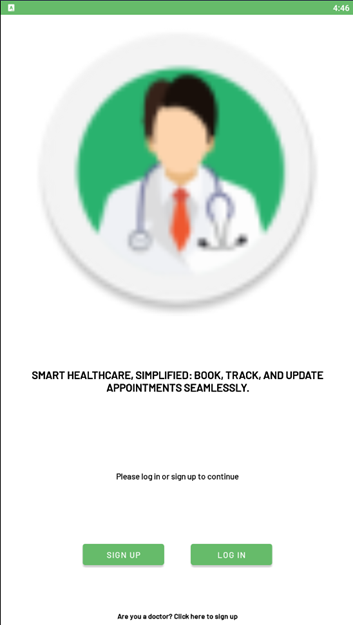 A
4:46
SMART HEALTHCARE, SIMPLIFIED: BOOK, TRACK, AND UPDATE
APPOINTMENTS SEAMLESSLY.
Please log in or sign up to continue
SIGN UP
LOG IN
Are you a doctor? Click here to sign up